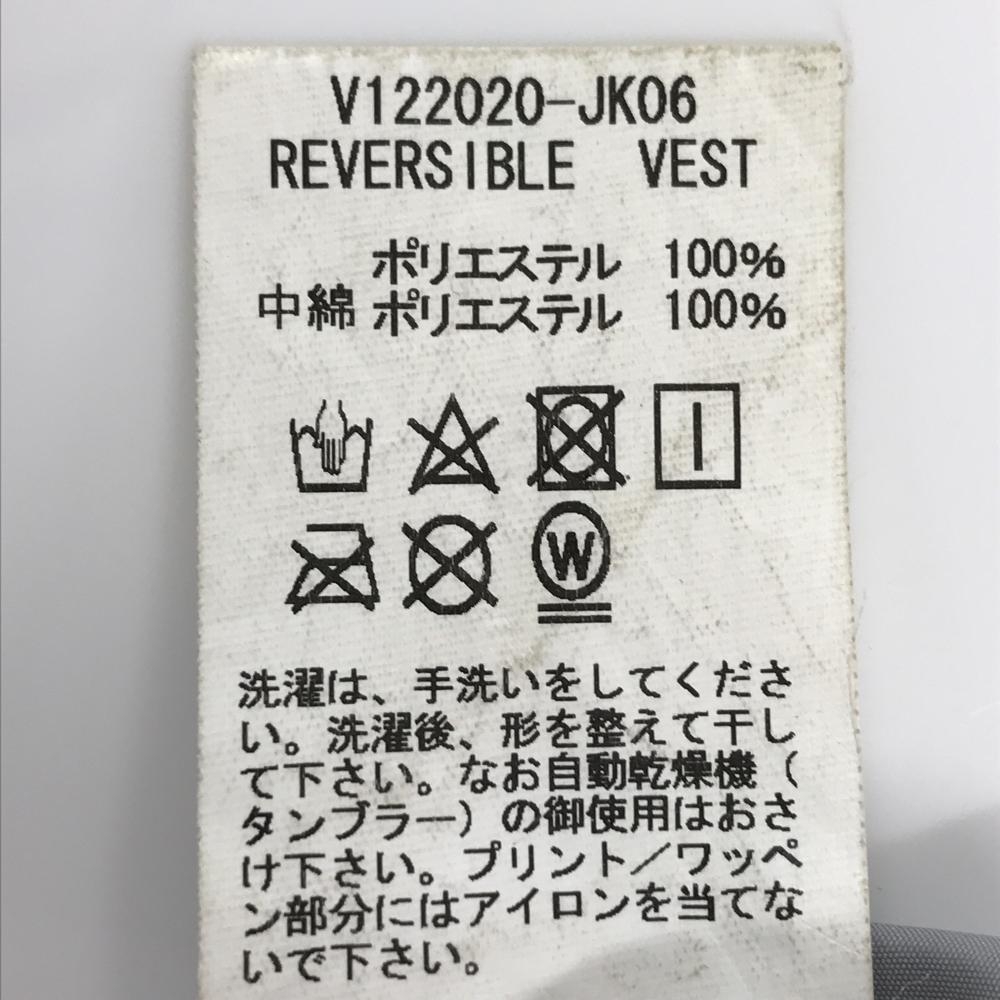 V122020-JK06
REVERSIBLE VEST
ポリエステル 100%
中綿 ポリエステル 100%
W
洗濯は、手洗いをしてくださ
い。洗濯後、形を整えて干し
て下さい。なお自動乾燥機（
タンブラー）の御使用はおさ
け下さい。プリント／ワッペ
ン部分にはアイロンを当てな
いで下さい。